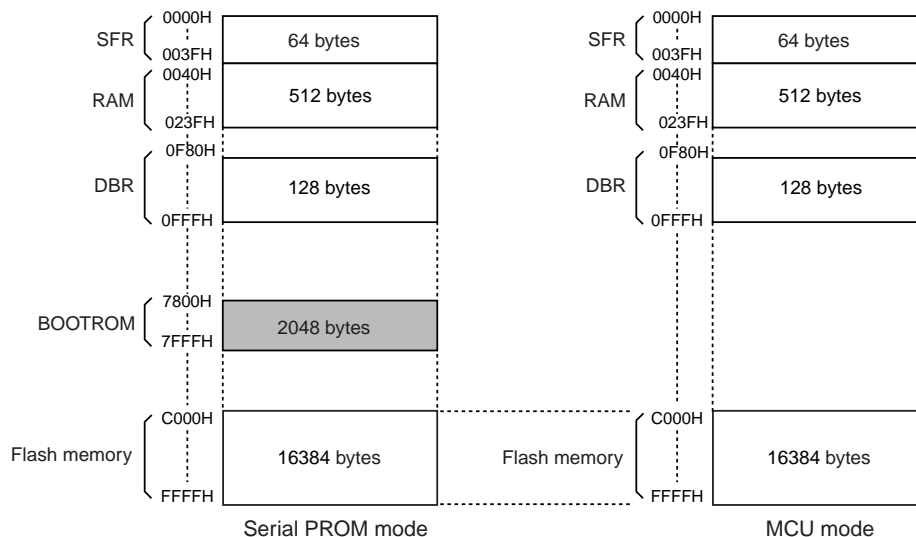 0000H
SFR
64 bytes
003FH
0040H
RAM
512 bytes
023FH
0F80H
DBR
128 bytes
0FFFH
7800H
BOOTROM
2048 bytes
7FFFH
C000H
Flash memory
16384 bytes
FFFFH
Serial PROM mode
0000H
SFR
64 bytes
003FH
0040H
RAM
512 bytes
023FH
0F80H
DBR
128 bytes
0FFFH
C000H
Flash memory
16384 bytes
FFFFH
MCU mode